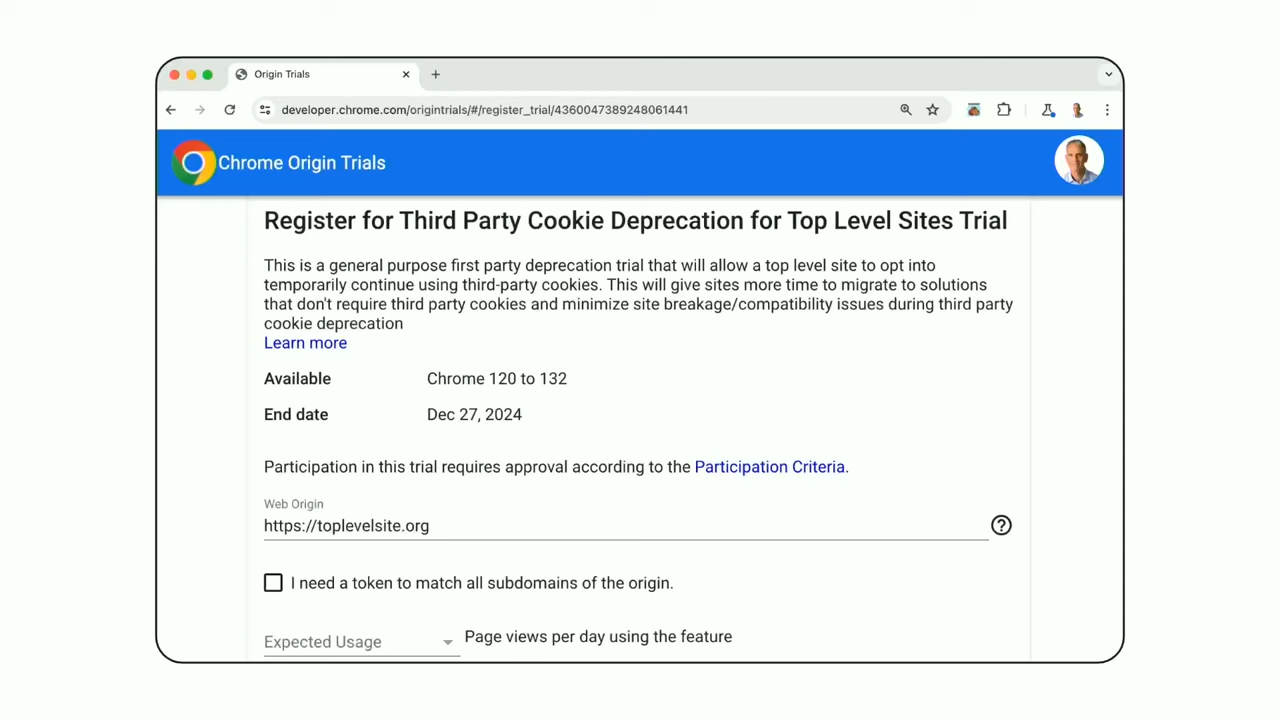 Origin Trials
developer.chrome.com/origintrials/#/register_trial/4360047389248061441
Chrome Origin Trials
Register for Third Party Cookie Deprecation for Top Level Sites Trial
This is a general purpose first party deprecation trial that will allow a top level site to opt into
temporarily continue using third-party cookies. This will give sites more time to migrate to solutions
that don't require third party cookies and minimize site breakage/compatibility issues during third party
cookie deprecation
Learn more
Available Chrome 120 to 132
End date Dec 27, 2024
Participation in this trial requires approval according to the Participation Criteria.
Web Origin
https://toplevelsite.org
I need a token to match all subdomains of the origin.
Expected Usage Page views per day using the feature